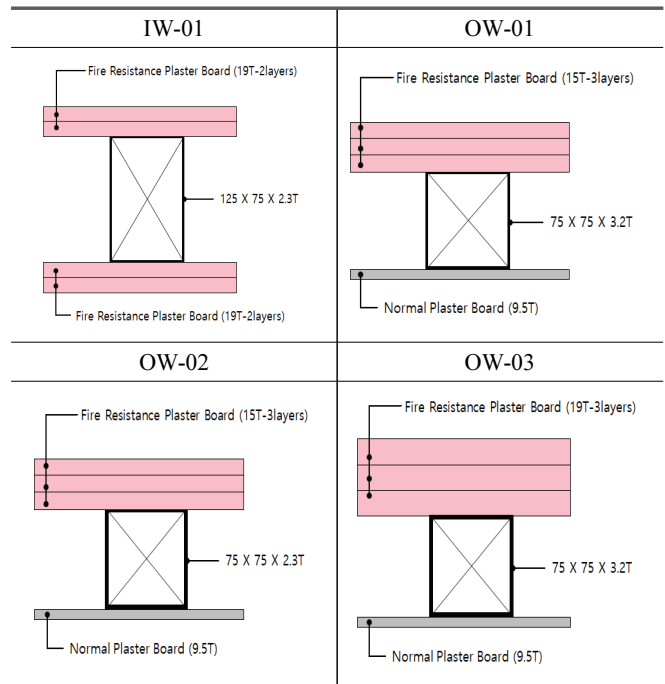 IW-01
Fire Resistance Plaster Board (19T-2layers)
125 X 75 X 2.3T
Fire Resistance Plaster Board (19T-2layers)
OW-01
Fire Resistance Plaster Board (15T-3layers)
75 X 75 X 3.2T
Normal Plaster Board (9.5T)
OW-02
Fire Resistance Plaster Board (15T-3layers)
75 X 75 X 2.3T
Normal Plaster Board (9.5T)
OW-03
Fire Resistance Plaster Board (19T-3layers)
75 X 75 X 3.2T
Normal Plaster Board (9.5T)